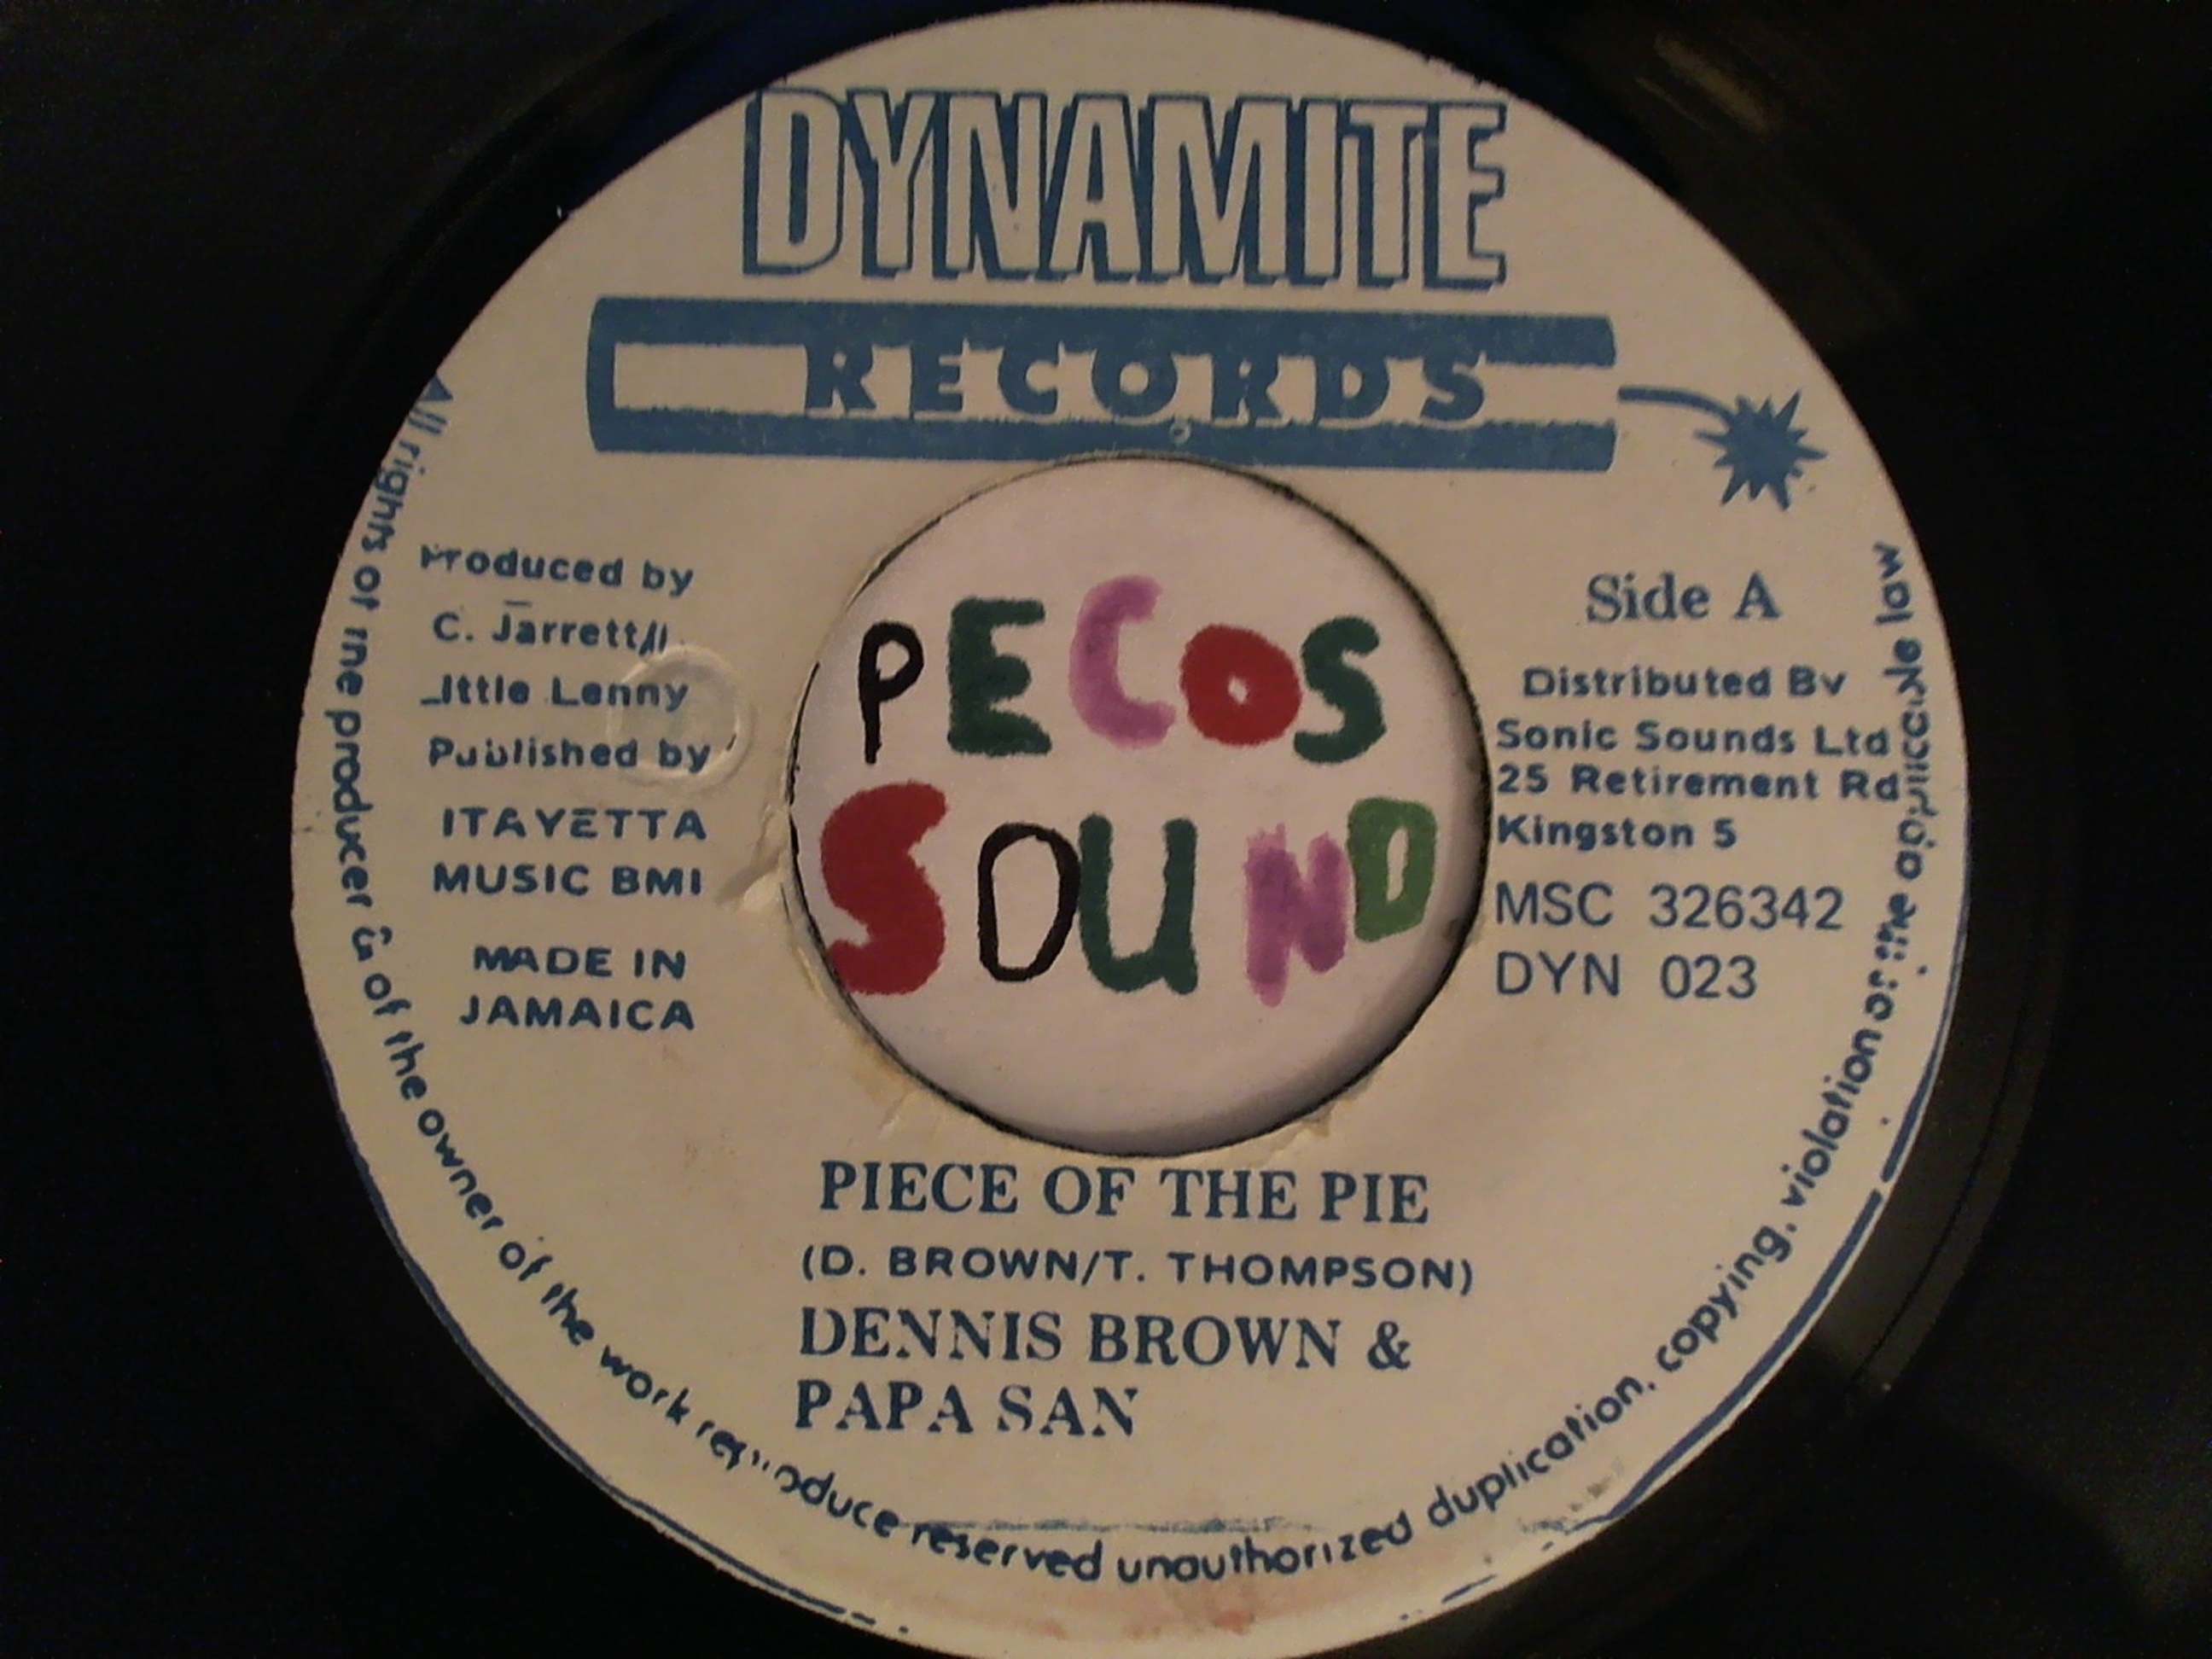 DYNAMITE
RECORDS
Produced by
C. Jarrett/
ittle Lenny
Published by
ITAYETTA
MUSIC BMI
MADE IN
JAMAICA
PECOS
SOUND
Side A
Distributed By
Sonic Sounds Ltd
25 Retirement Rd
Kingston 5
MSC 326342
DYN 023
PIECE OF THE PIE
(D. BROWN/T. THOMPSON)
DENNIS BROWN &
PAPA SAN
All rights of the producer & of the owner of the work reproduce reserved unauthorized duplication, copying, violation of the applicable law